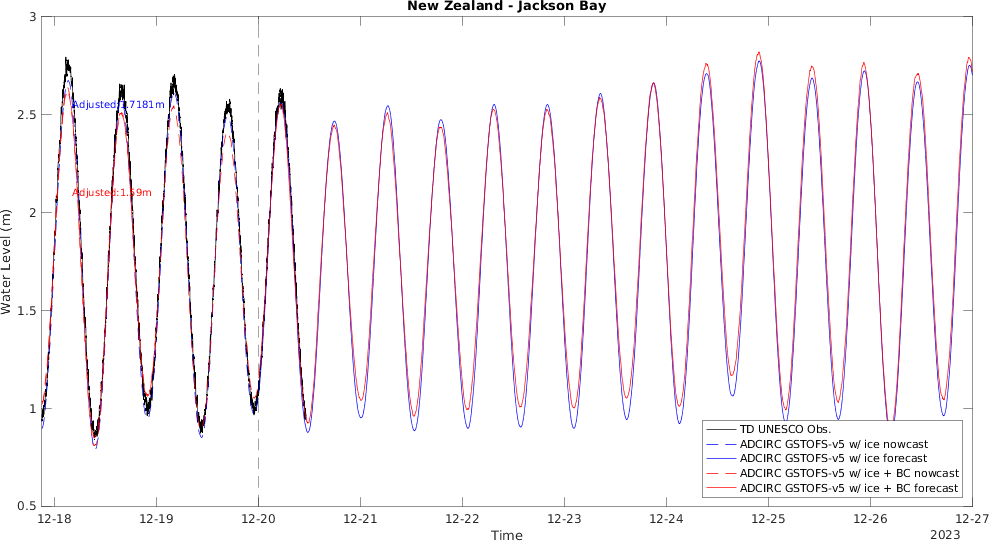 New Zealand - Jackson Bay
3
2.5
2
1.5
1
0.5
Water Level (m)
Adjusted:1.7181m
Adjusted:1.59m
TD UNESCO Obs.
ADCIRC GSTOFS-v5 w/ ice nowcast
ADCIRC GSTOFS-v5 w/ ice forecast
ADCIRC GSTOFS-v5 w/ ice + BC nowcast
ADCIRC GSTOFS-v5 w/ ice + BC forecast
12-18 12-19 12-20 12-21 12-22 12-23 12-24 12-25 12-26 12-27
Time
2023